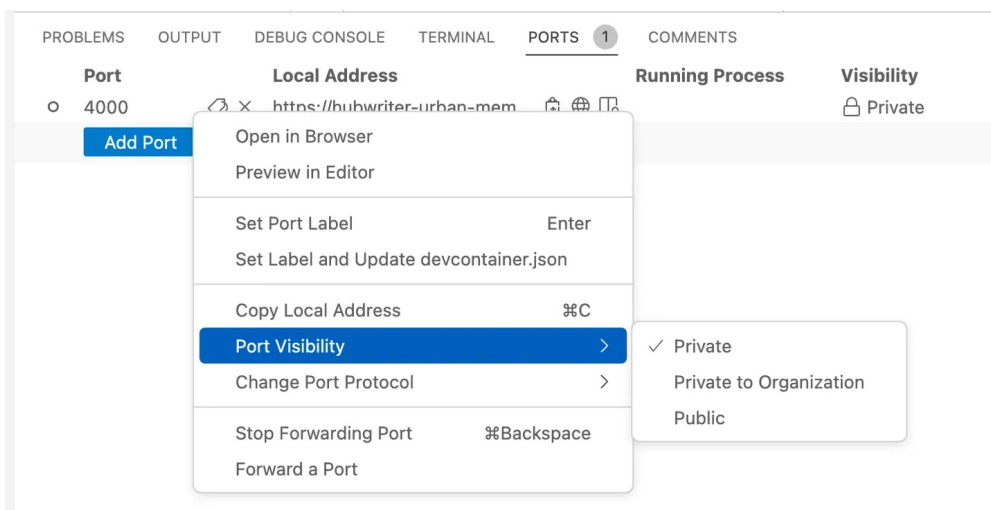 PROBLEMS OUTPUT DEBUG CONSOLE TERMINAL PORTS 1 COMMENTS
Port Local Address Running Process Visibility
4000 https://hubwriter-urban-mem Private
Add Port
Open in Browser
Preview in Editor
Set Port Label Enter
Set Label and Update devcontainer.json
Copy Local Address ⌘C
Port Visibility
Change Port Protocol
Stop Forwarding Port ⌘Backspace
Forward a Port
Private
Private to Organization
Public